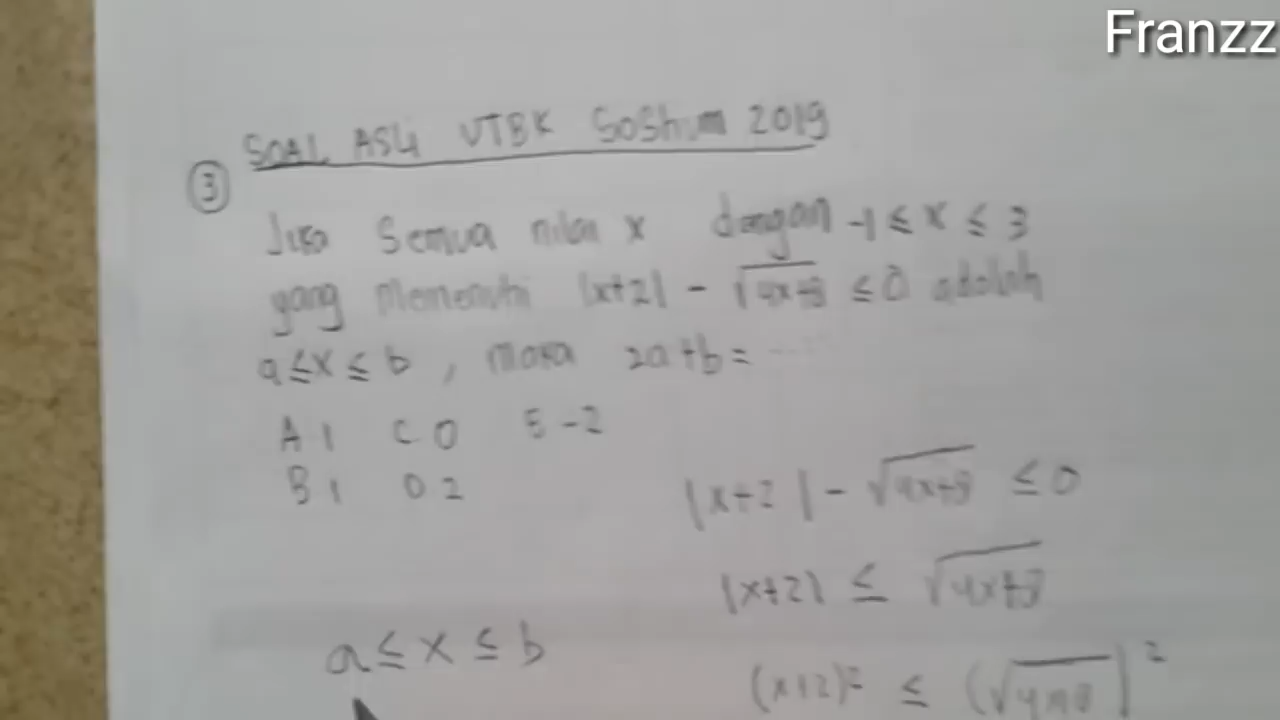 Franzz
SOAL ASLI UTBK SOSHUM 2019
3
Jika semua nilai x dengan -1 ≤ x ≤ 3
yang memenuhi |x+2| - √4x+8 ≤ 0 adalah
a ≤ x ≤ b , maka 2a+b = ....
A 1 C 0 E -2
B 1 D 2
|x+2| - √4x+8 ≤ 0
|x+2| ≤ √4x+8
a ≤ x ≤ b
(x+2)² ≤ (√4x+8)²